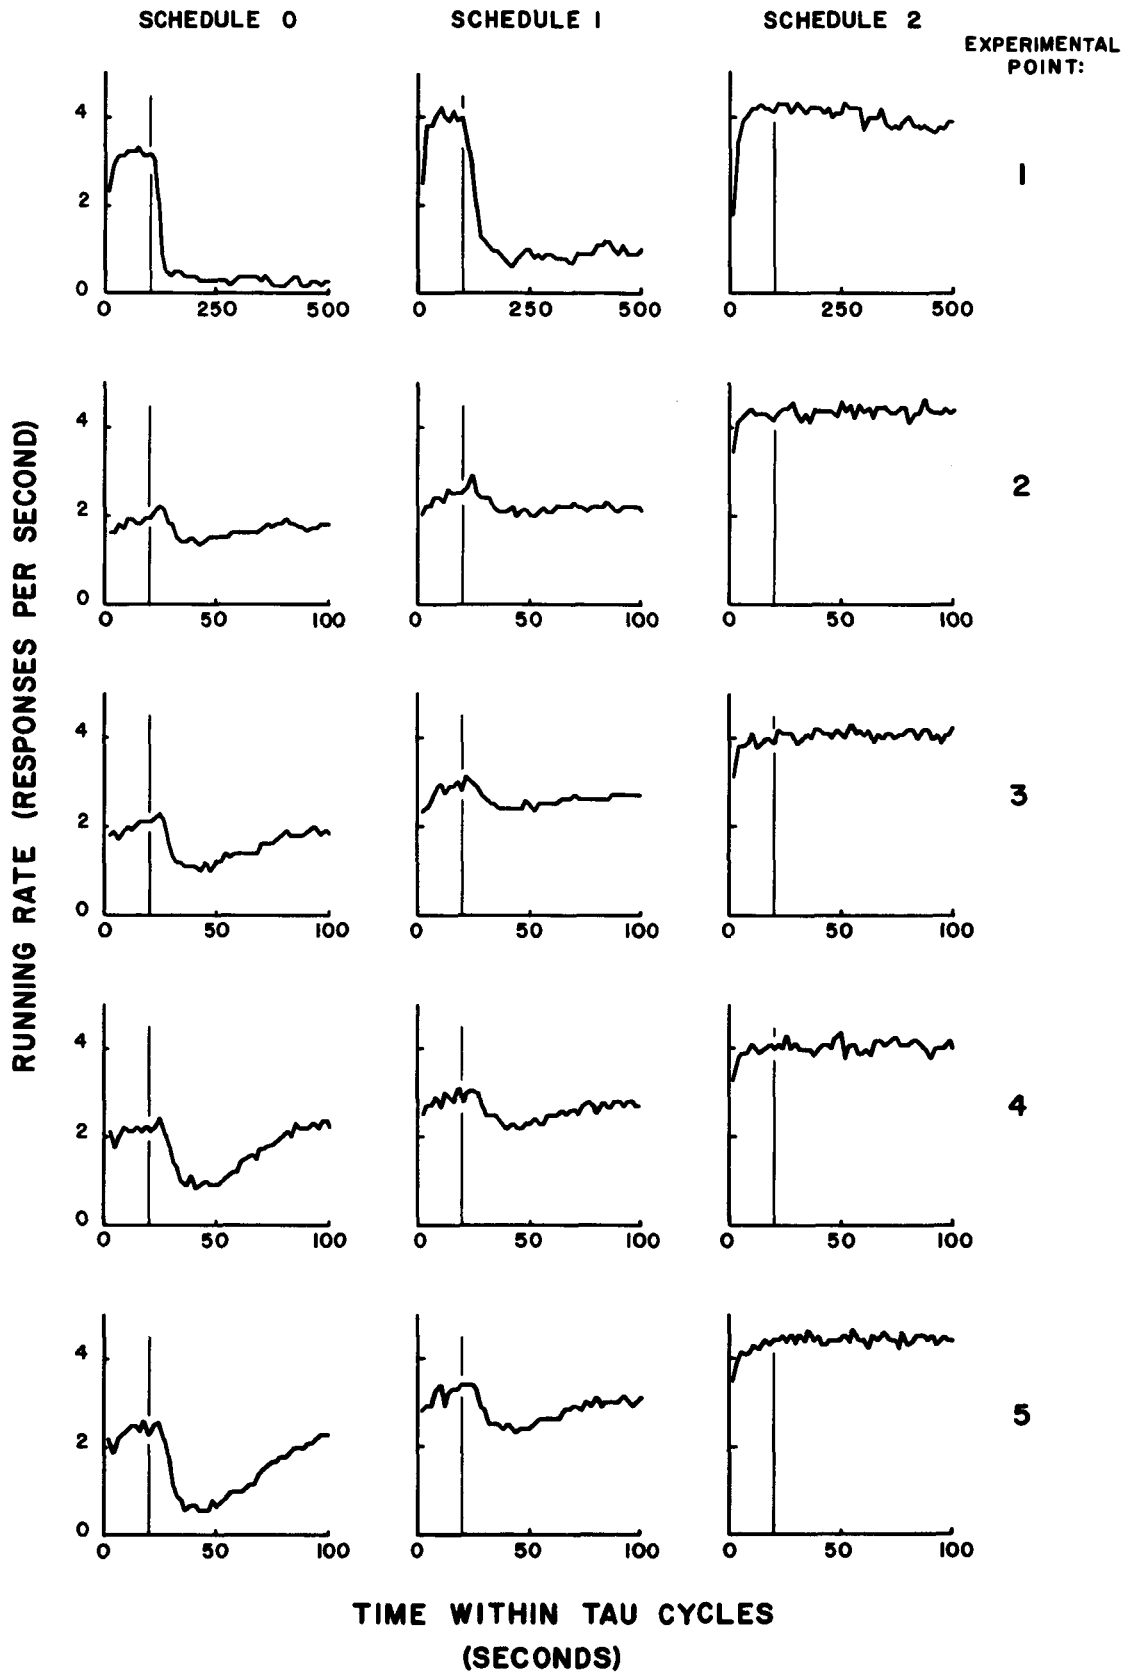 SCHEDULE 0 SCHEDULE 1 SCHEDULE 2
EXPERIMENTAL
POINT:
RUNNING RATE (RESPONSES PER SECOND)
4
2
0
0 250 500 0 250 500 0 250 500
1
4
2
0
0 50 100 0 50 100 0 50 100
2
4
2
0
0 50 100 0 50 100 0 50 100
3
4
2
0
0 50 100 0 50 100 0 50 100
4
4
2
0
0 50 100 0 50 100 0 50 100
5
TIME WITHIN TAU CYCLES
(SECONDS)